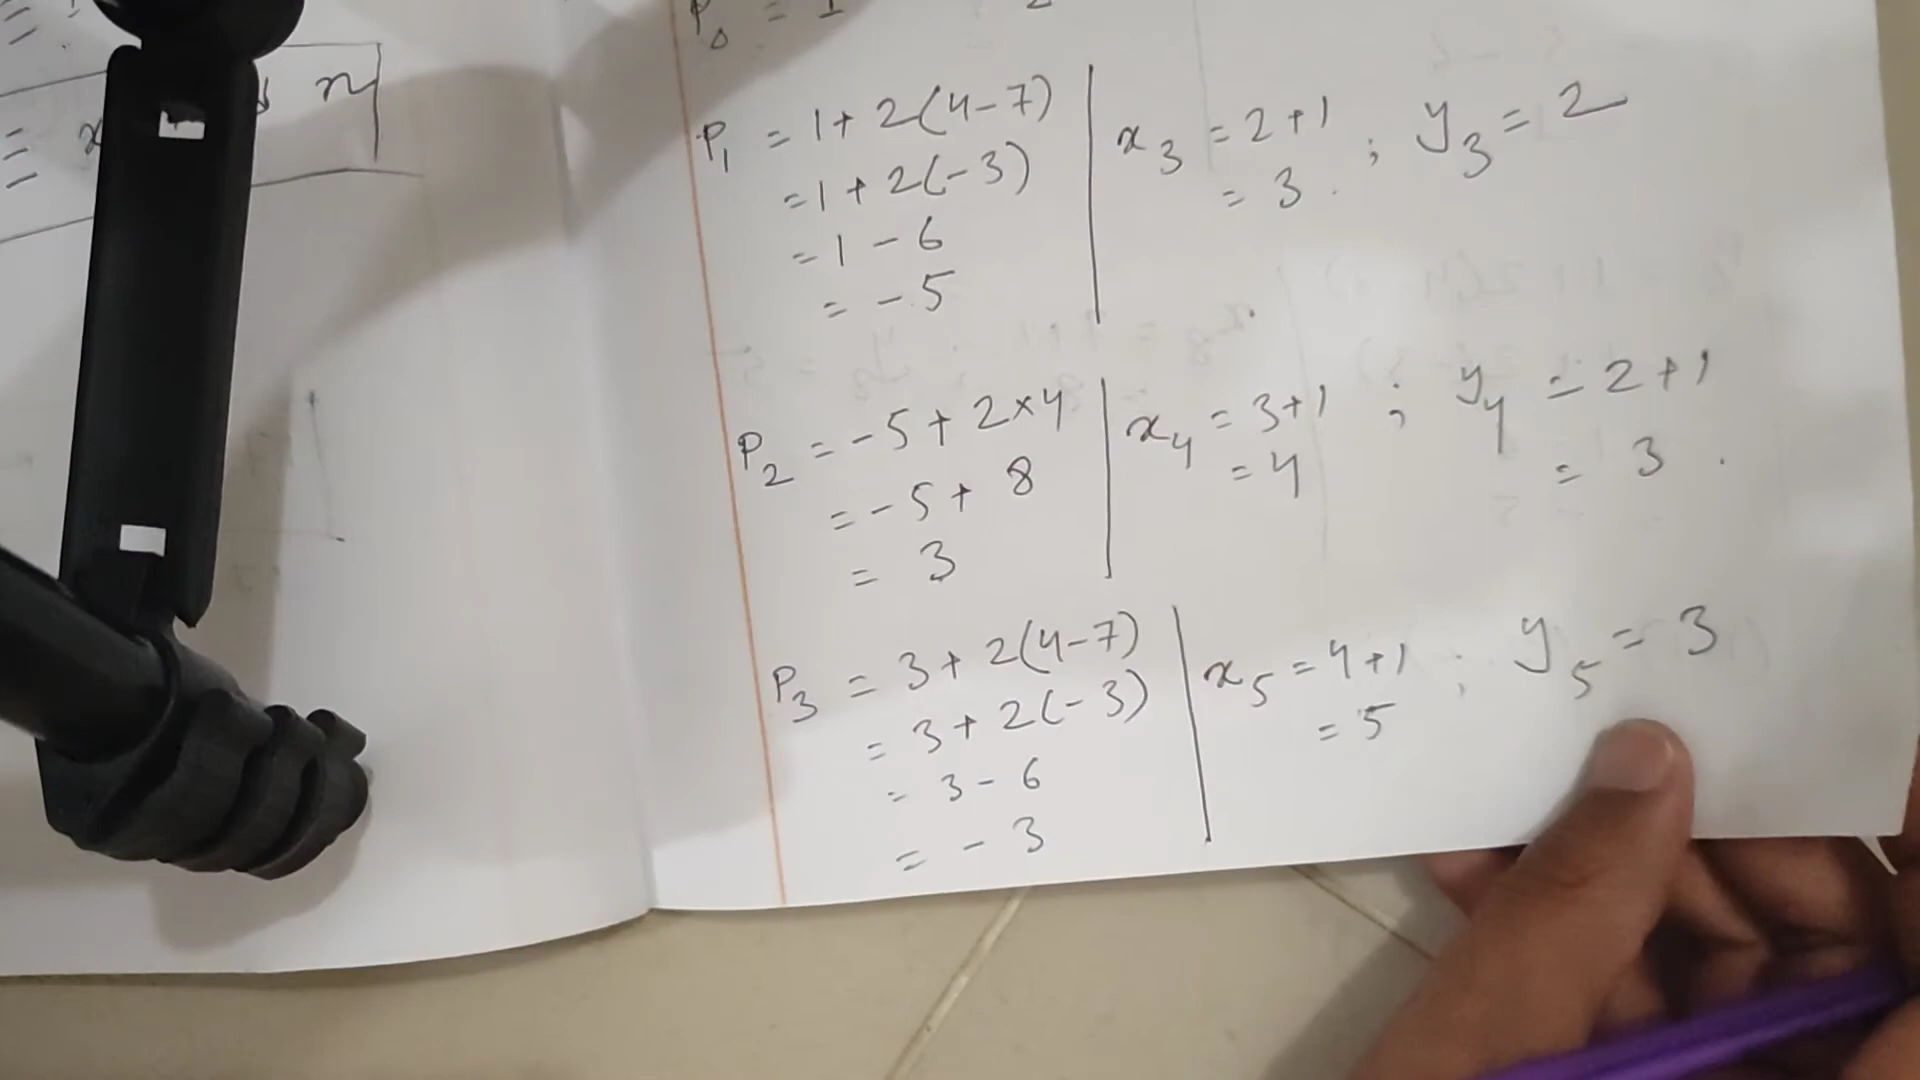 P₀ = 1
P₁ = 1 + 2(4-7) | x₃ = 2+1 ; y₃ = 2
= 1 + 2(-3) = 3.
= 1 - 6
= - 5
P₂ = - 5 + 2×4 | x₄ = 3+1 ; y₄ = 2+1
= - 5 + 8 = 4 = 3.
= 3
P₃ = 3 + 2(4-7) | x₅ = 4+1 ; y₅ = 3
= 3 + 2(-3) = 5
= 3 - 6
= - 3